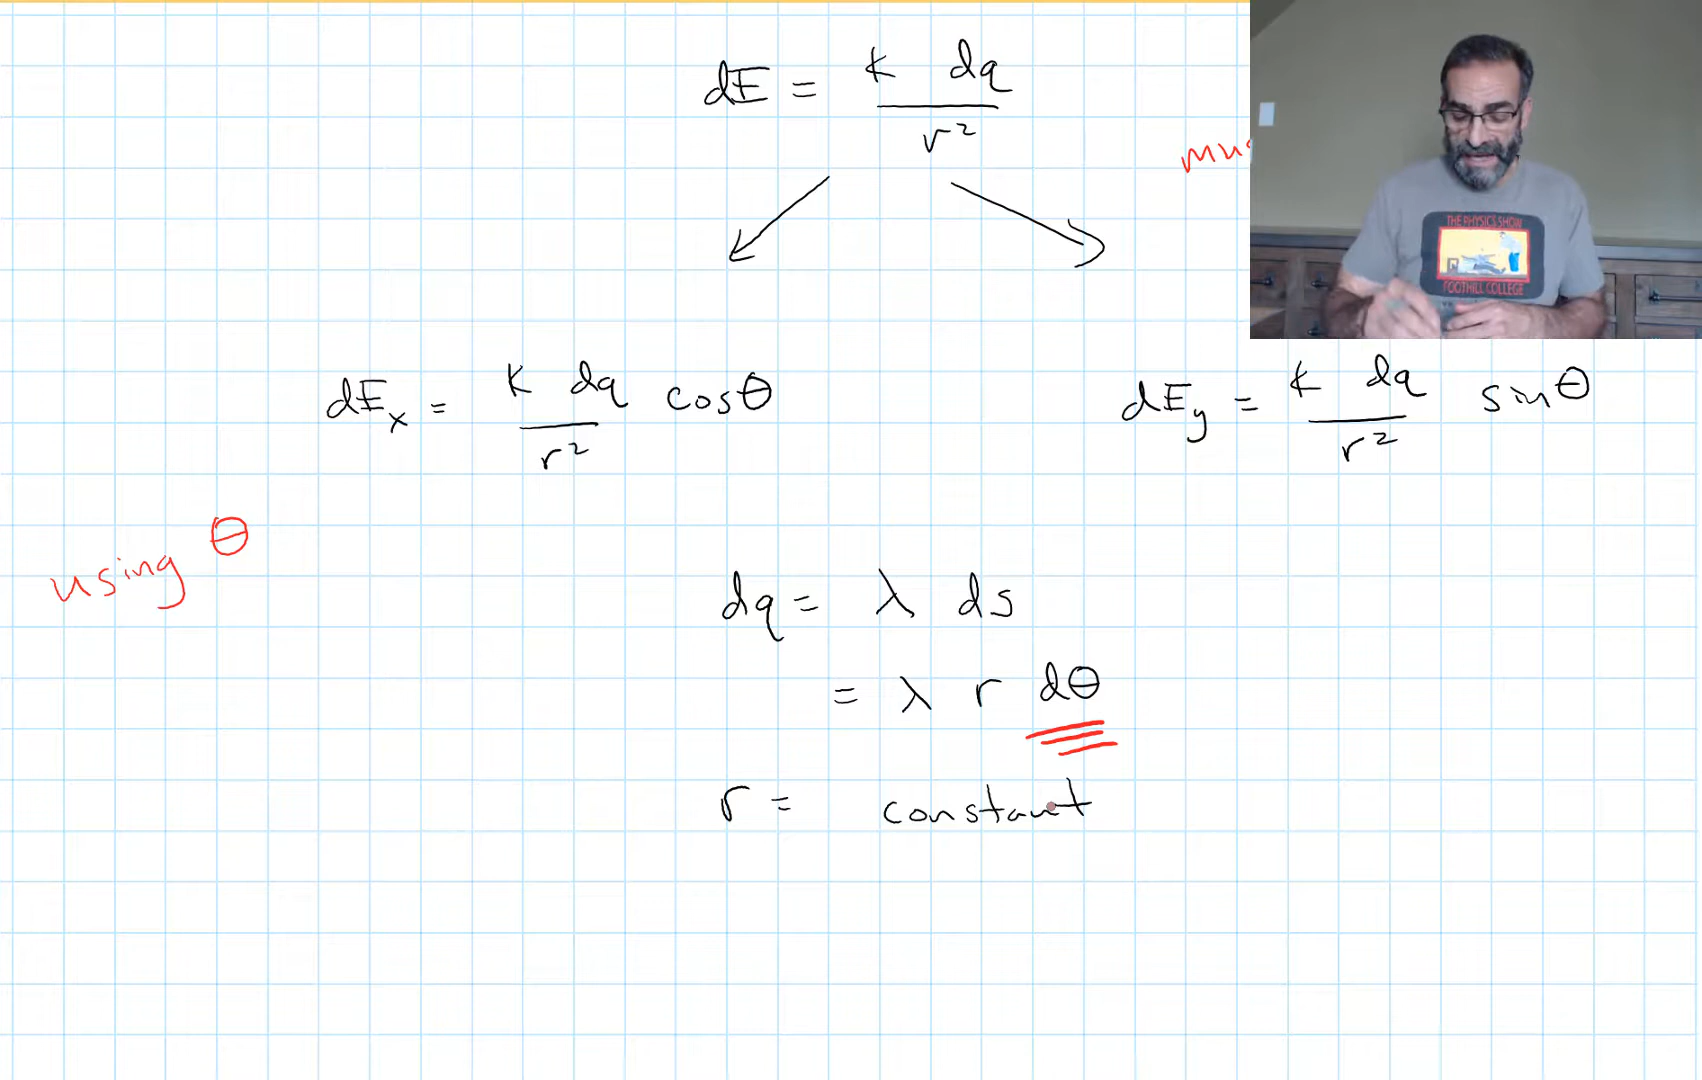 dE = k dq / r²
mu
THE PHYSICS SHOW
FOOTHILL COLLEGE
dEx = k dq / r² cosθ
dEy = k dq / r² sinθ
using θ
dq = λ ds
= λ r dθ
r = constant